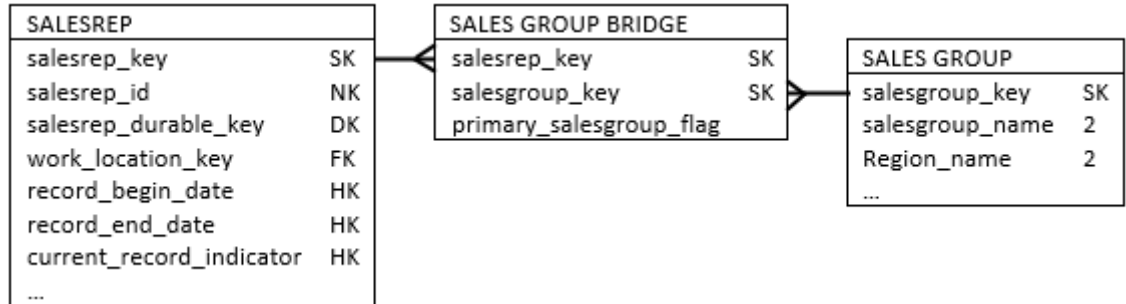 SALESREP
salesrep_key SK
salesrep_id NK
salesrep_durable_key DK
work_location_key FK
record_begin_date HK
record_end_date HK
current_record_indicator HK
...
SALES GROUP BRIDGE
salesrep_key SK
salesgroup_key SK
primary_salesgroup_flag
SALES GROUP
salesgroup_key SK
salesgroup_name 2
Region_name 2
...